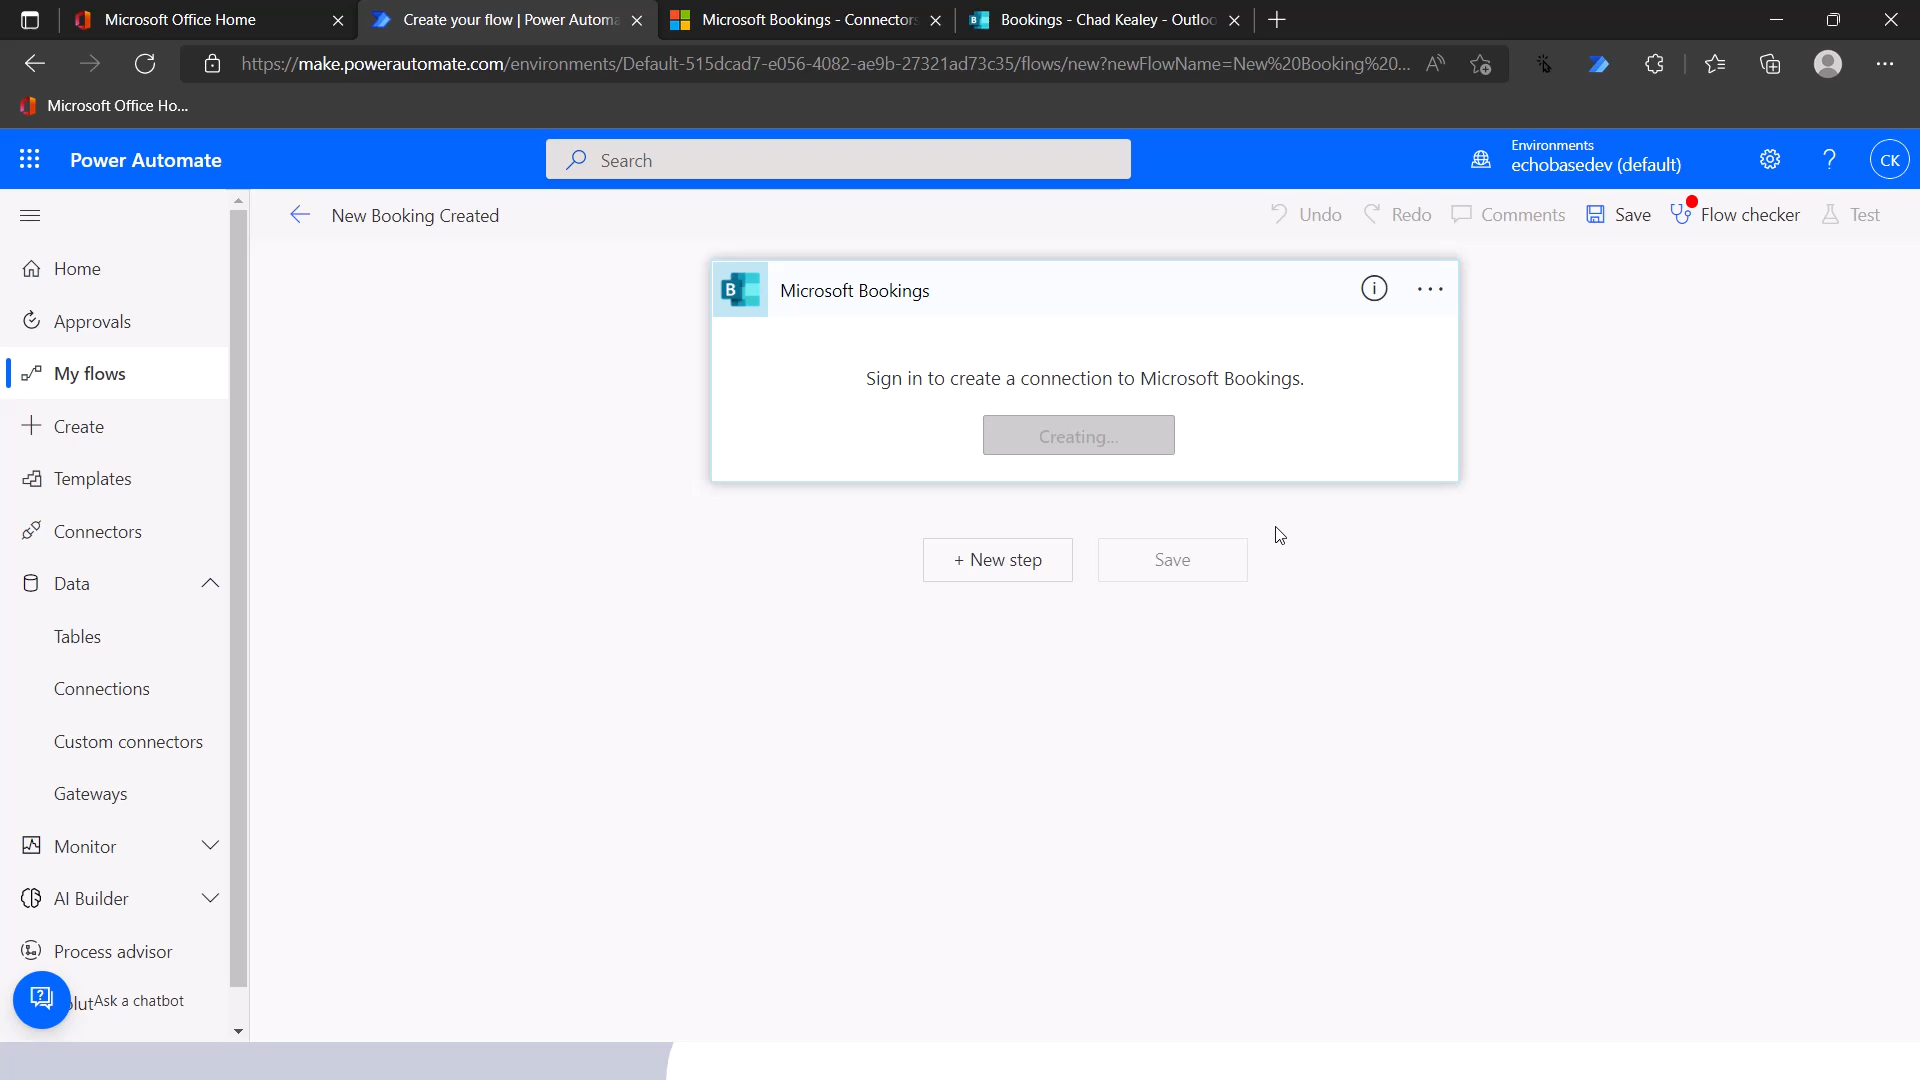 Microsoft Office Home
Create your flow | Power Automa
Microsoft Bookings - Connectors
Bookings - Chad Kealey - Outloo
https://make.powerautomate.com/environments/Default-515dcad7-e056-4082-ae9b-27321ad73c35/flows/new?newFlowName=New%20Booking%20...
Microsoft Office Ho...
Power Automate
Search
Environments
echobasedev (default)
CK
New Booking Created
Undo
Redo
Comments
Save
Flow checker
Test
Home
Approvals
My flows
Create
Templates
Connectors
Data
Tables
Connections
Custom connectors
Gateways
Monitor
AI Builder
Process advisor
Ask a chatbot
B
Microsoft Bookings
Sign in to create a connection to Microsoft Bookings.
Creating...
+ New step
Save